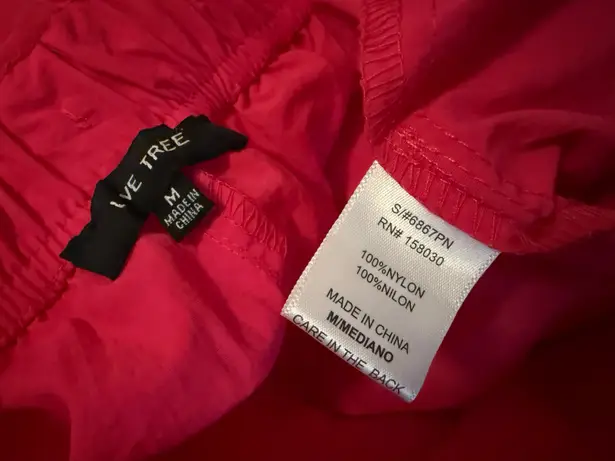 TREE
M
MADE IN
CHINA
S/#6867PN
RN# 158030
100%NYLON
100%NILON
MADE IN CHINA
M/MEDIANO
CARE IN THE BACK